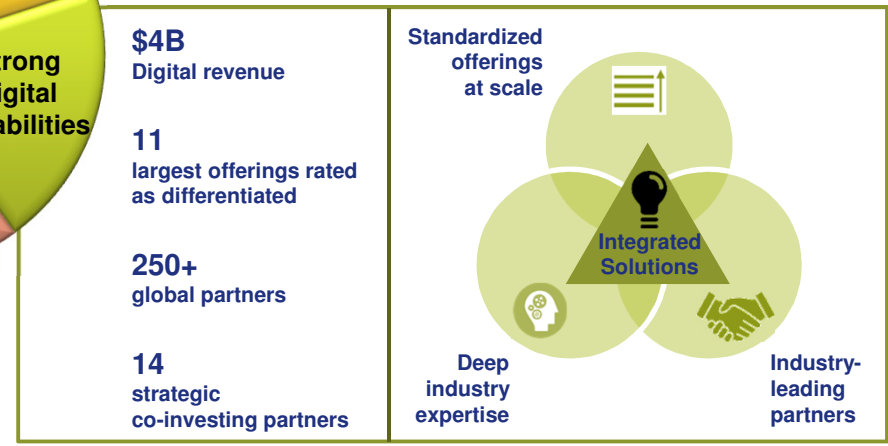 $4B
Digital revenue
11
largest offerings rated
as differentiated
250+
global partners
14
strategic
co-investing partners
Standardized
offerings
at scale
Integrated
Solutions
Deep
industry
expertise
Industry-
leading
partners